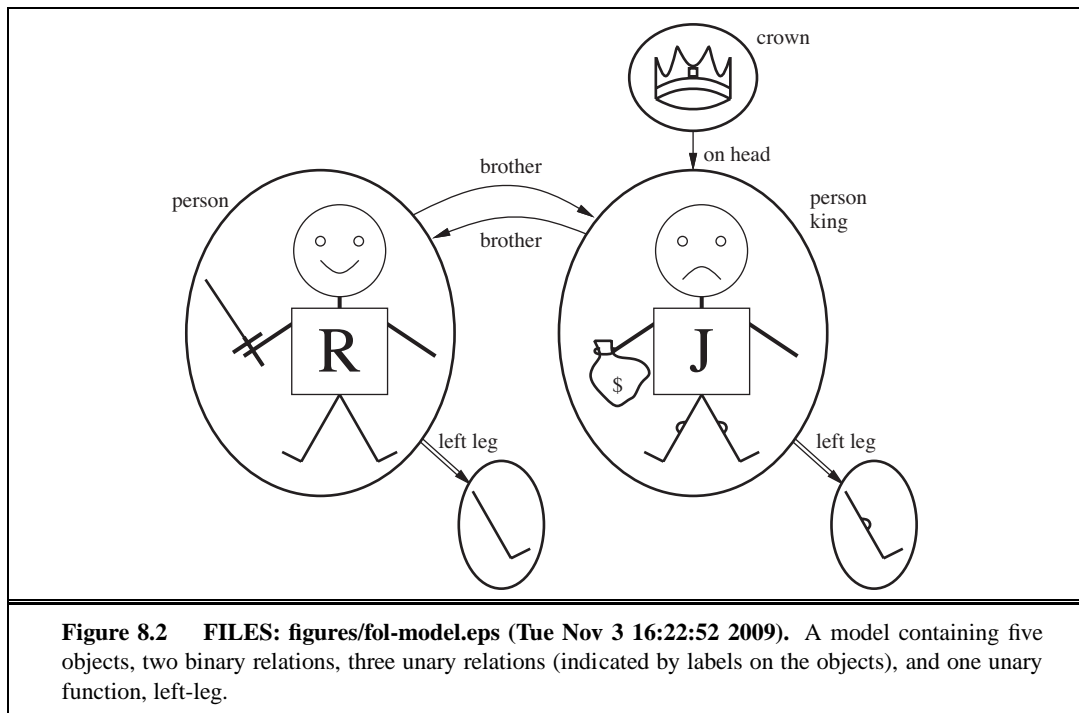 crown
on head
brother
person
person
king
brother
R
J
$
left leg
left leg
Figure 8.2 FILES: figures/fol-model.eps (Tue Nov 3 16:22:52 2009). A model containing five
objects, two binary relations, three unary relations (indicated by labels on the objects), and one unary
function, left-leg.